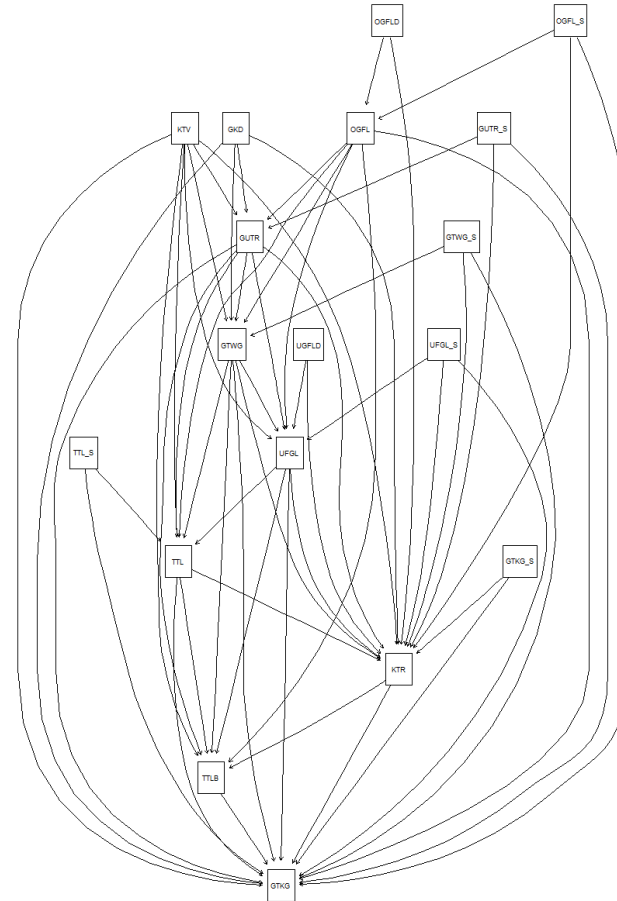 OGFLD
OGFL_S
KTV
GKD
OGFL
GUTR_S
GUTR
GTWG_S
GTWG
UGFLD
UFGL_S
TTL_S
UFGL
TTL
GTKG_S
KTR
TTLB
GTKG